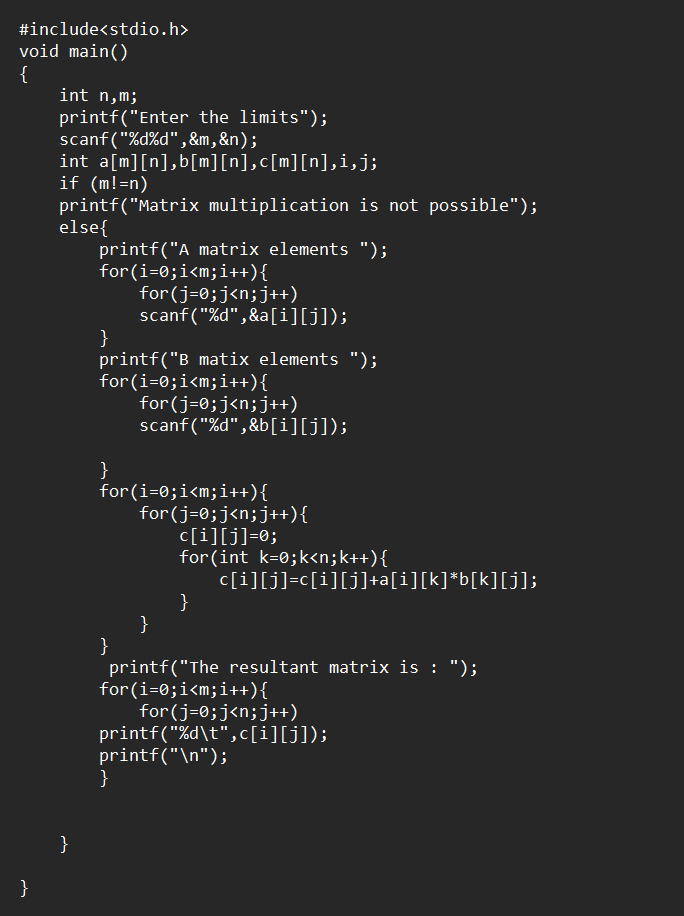 #include<stdio.h>
void main()
{
    int n,m;
    printf("Enter the limits");
    scanf("%d%d",&m,&n);
    int a[m][n],b[m][n],c[m][n],i,j;
    if (m!=n)
    printf("Matrix multiplication is not possible");
    else{
        printf("A matrix elements ");
        for(i=0;i<m;i++){
            for(j=0;j<n;j++)
            scanf("%d",&a[i][j]);
        }
        printf("B matix elements ");
        for(i=0;i<m;i++){
            for(j=0;j<n;j++)
            scanf("%d",&b[i][j]);

        }
        for(i=0;i<m;i++){
            for(j=0;j<n;j++){
                c[i][j]=0;
                for(int k=0;k<n;k++){
                    c[i][j]=c[i][j]+a[i][k]*b[k][j];
                }
            }
        }
         printf("The resultant matrix is : ");
        for(i=0;i<m;i++){
            for(j=0;j<n;j++)
        printf("%d\t",c[i][j]);
        printf("\n");
        }


    }

}